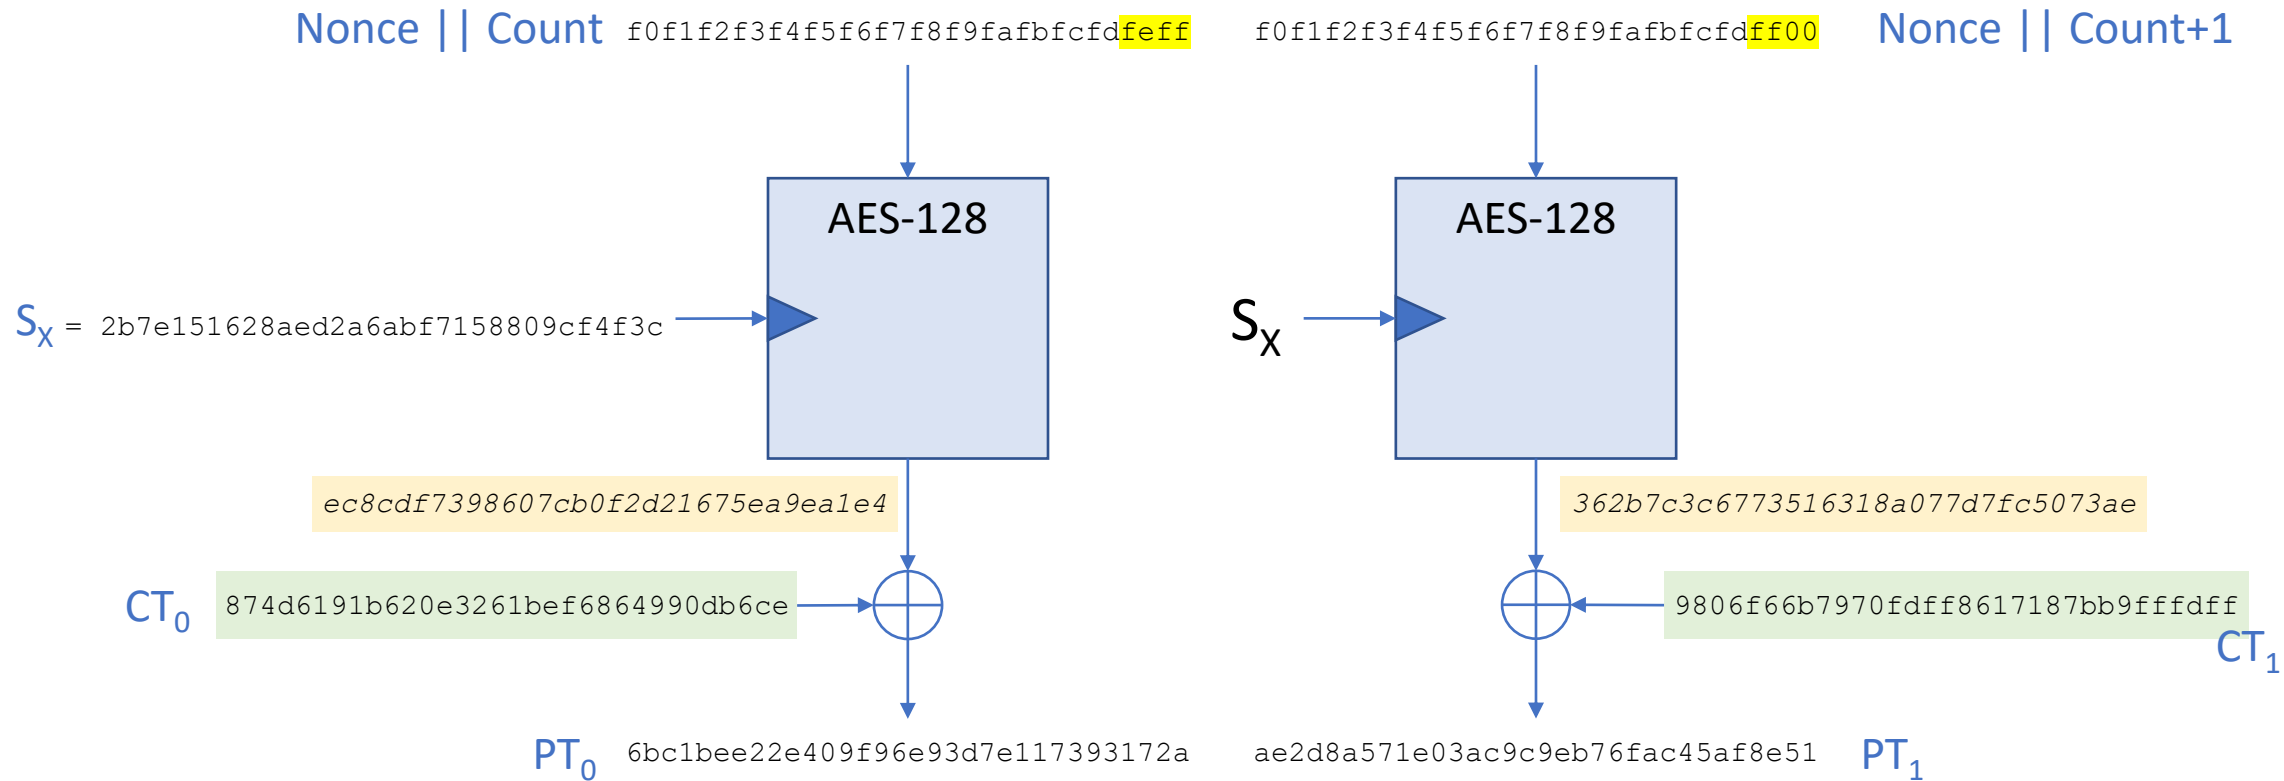 Nonce || Count f0f1f2f3f4f5f6f7f8f9fafbfcfdfeff f0f1f2f3f4f5f6f7f8f9fafbfcfdff00 Nonce || Count+1
AES-128 AES-128
Sx = 2b7e151628aed2a6abf7158809cf4f3c Sx
ec8cdf7398607cb0f2d21675ea9ea1e4 362b7c3c6773516318a077d7fc5073ae
CT0 874d6191b620e3261bef6864990db6ce 9806f66b7970fdff8617187bb9fffdff
CT1
PT0 6bc1bee22e409f96e93d7e117393172a ae2d8a571e03ac9c9eb76fac45af8e51 PT1